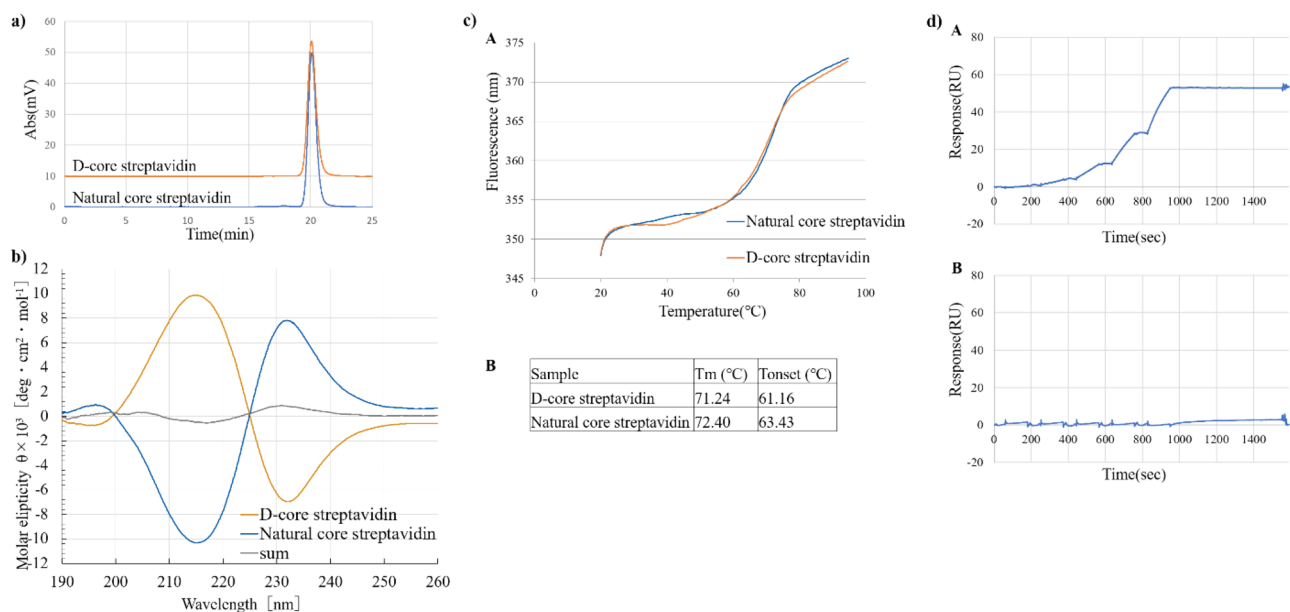 a)
Abs(mV)
60
50
40
30
20
10
0
D-core streptavidin
Natural core streptavidin
0 5 10 15 20 25
Time(min)
b)
Molar elipticity θ×10³ [deg・cm²・mol⁻¹]
12
10
8
6
4
2
0
-2
-4
-6
-8
-10
-12
D-core streptavidin
Natural core streptavidin
sum
190 200 210 220 230 240 250 260
Wavelength [nm]
c)
A
Fluorescence (nm)
375
370
365
360
355
350
345
Natural core streptavidin
D-core streptavidin
0 20 40 60 80 100
Temperature(℃)
B
Sample Tm (℃) Tonset (℃)
D-core streptavidin 71.24 61.16
Natural core streptavidin 72.40 63.43
d)
A
Response(RU)
80
60
40
20
0
-20
0 200 400 600 800 1000 1200 1400
Time(sec)
B
Response(RU)
80
60
40
20
0
-20
0 200 400 600 800 1000 1200 1400
Time(sec)